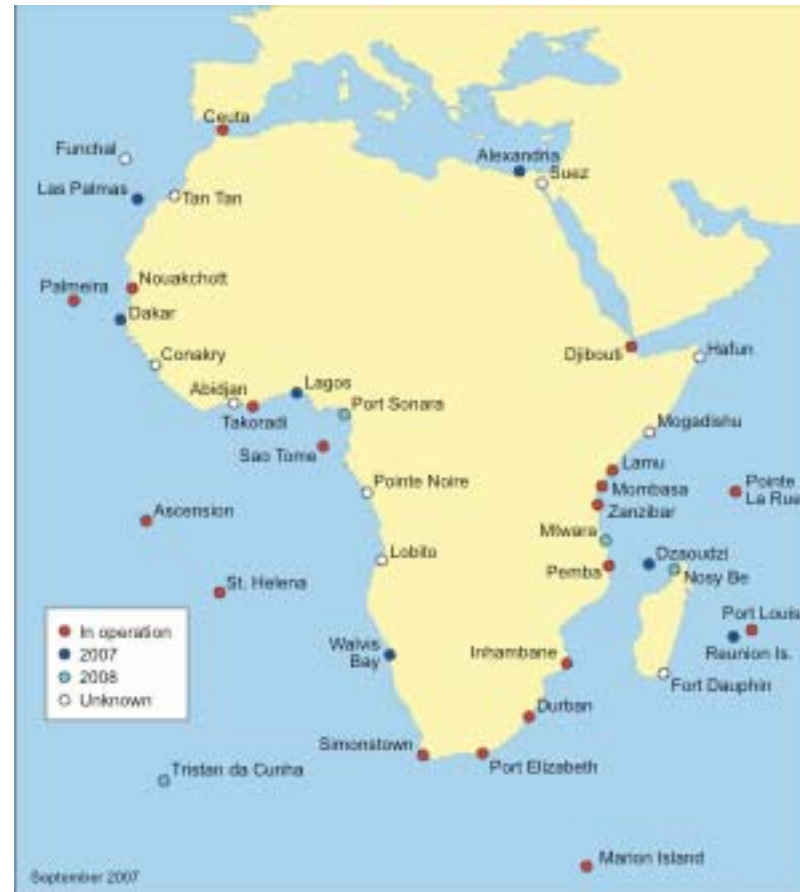 Ceuta
Funchal
Alexandria
Suez
Las Palmas
Tan Tan
Palmeira
Nouakchott
Dakar
Conakry
Djibouti
Hafun
Abidjan
Lagos
Takoradi
Port Sonara
Sao Tome
Mogadishu
Lamu
Pointe Noire
Mombasa
Pointe
La Rue
Zanzibar
Ascension
Mtwara
Lobito
Dzaoudzi
Pemba
Nosy Be
St. Helena
Port Louis
In operation
2007
2008
Unknown
Walvis
Bay
Inhambane
Reunion Is.
Fort Dauphin
Durban
Simonstown
Port Elizabeth
Tristan da Cunha
Marion Island
September 2007